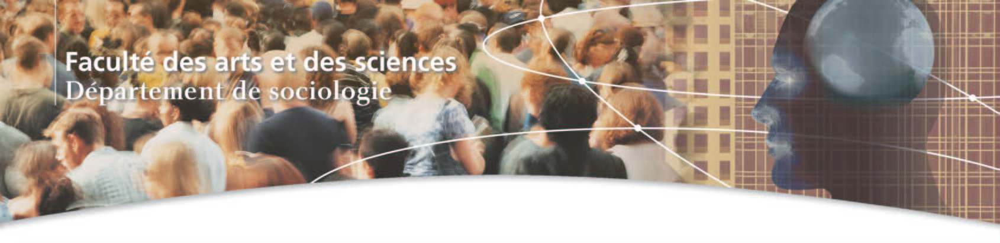 Faculté des arts et des sciences
Département de sociologie